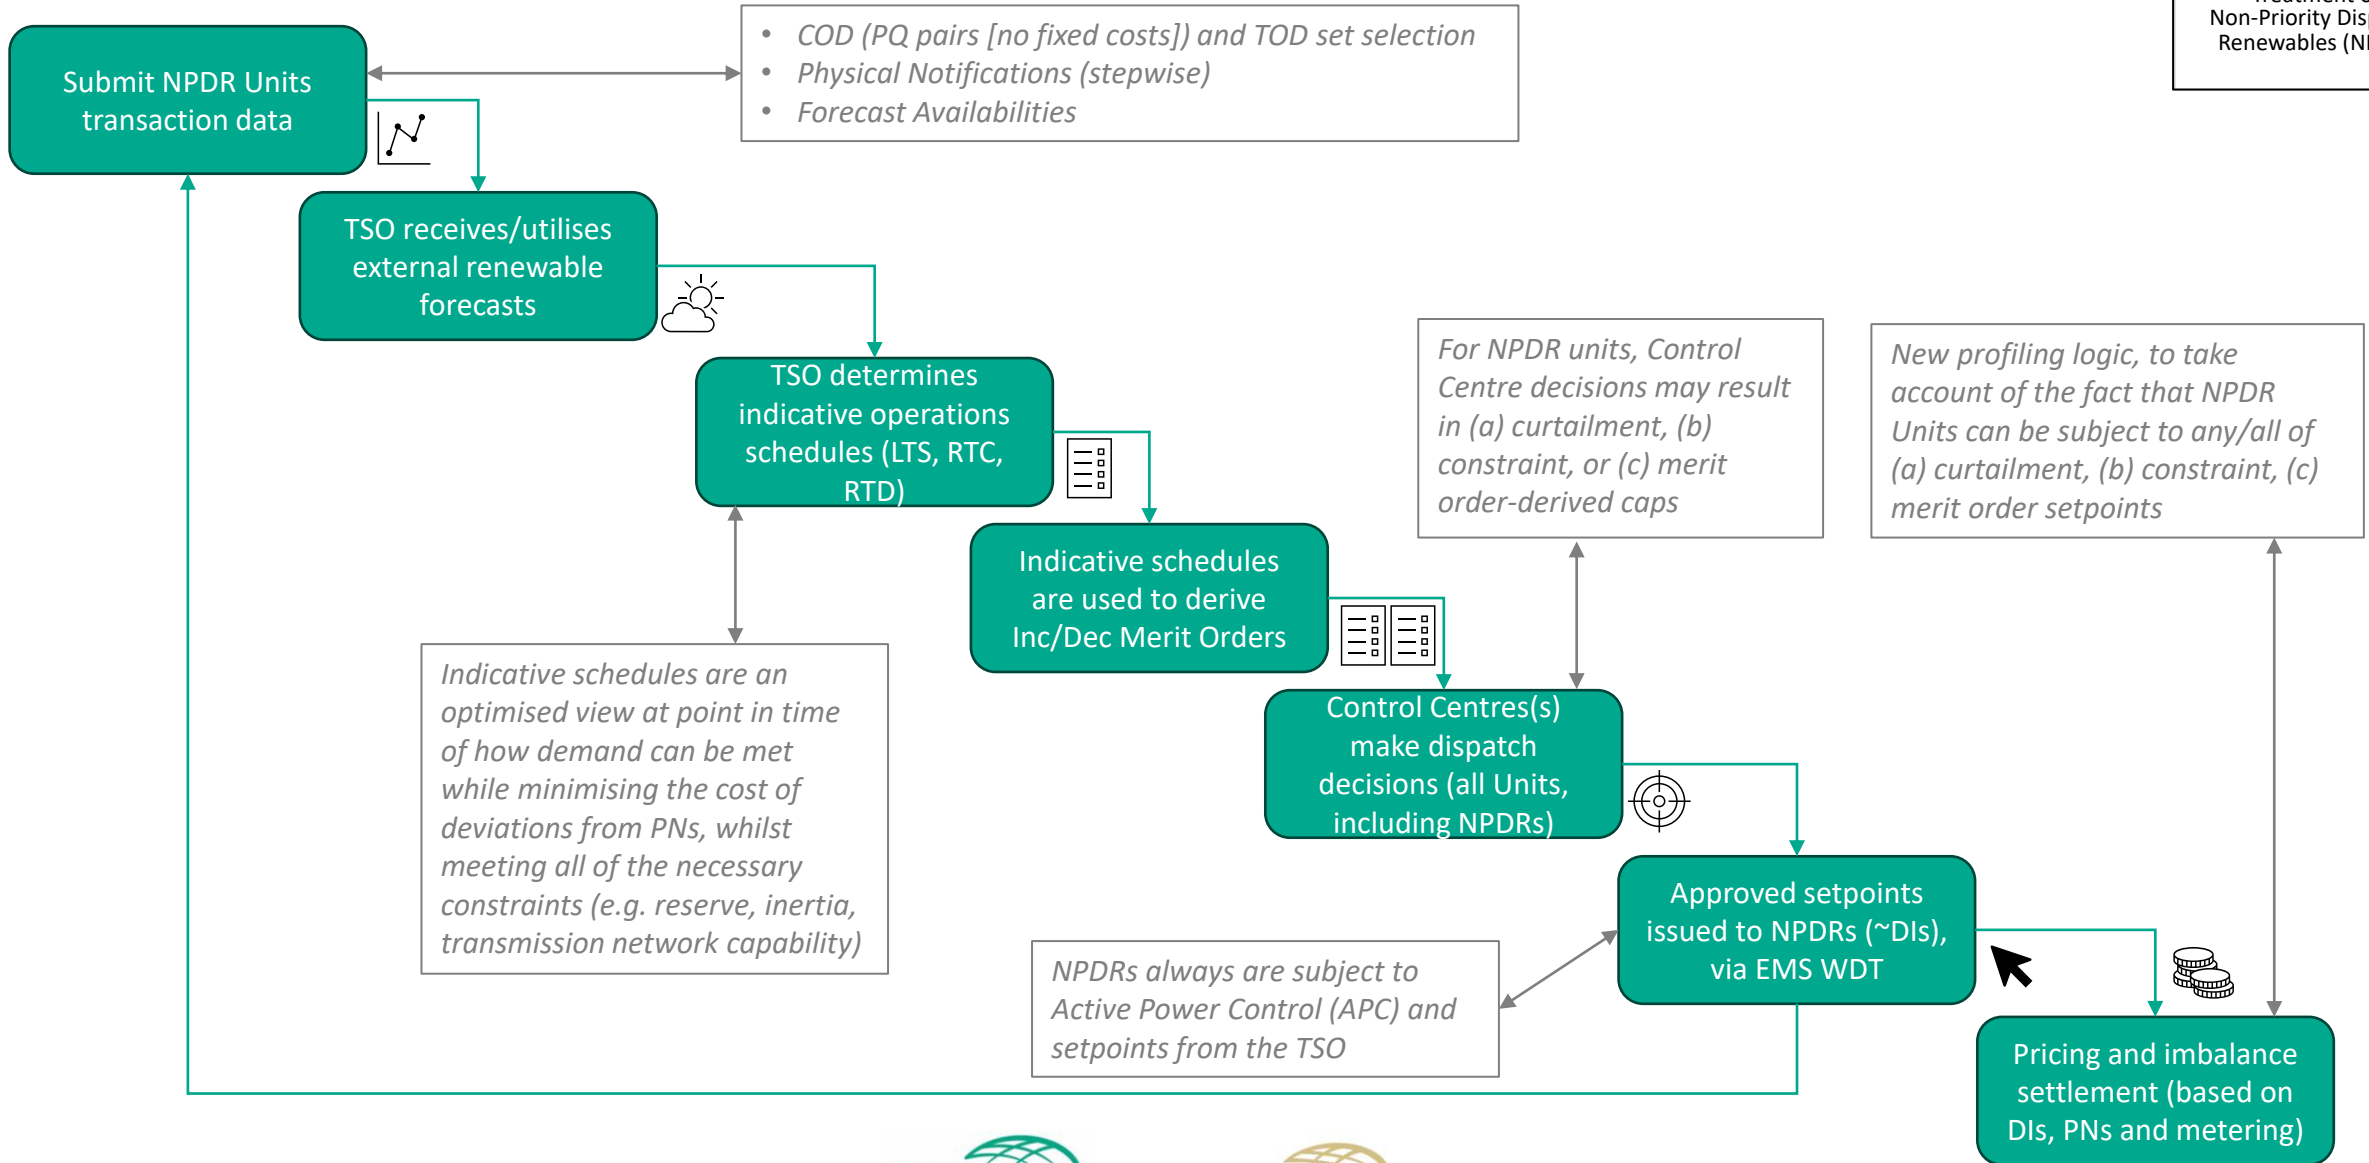 Treatment
Non-Priority
Renewables
Submit NPDR Units
transaction data
• COD (PQ pairs [no fixed costs]) and TOD set selection
• Physical Notifications (stepwise)
• Forecast Availabilities
TSO receives/utilises
external renewable
forecasts
TSO determines
indicative operations
schedules (LTS, RTC,
RTD)
For NPDR units, Control
Centre decisions may result
in (a) curtailment, (b)
constraint, or (c) merit
order-derived caps
New profiling logic, to take
account of the fact that NPDR
Units can be subject to any/all of
(a) curtailment, (b) constraint, (c)
merit order setpoints
Indicative schedules
are used to derive
Inc/Dec Merit Orders
Indicative schedules are an
optimised view at point in time
of how demand can be met
while minimising the cost of
deviations from PNs, whilst
meeting all of the necessary
constraints (e.g. reserve, inertia,
transmission network capability)
Control Centres(s)
make dispatch
decisions (all Units,
including NPDRs)
Approved setpoints
issued to NPDRs (~DIs),
via EMS WDT
NPDRs always are subject to
Active Power Control (APC) and
setpoints from the TSO
Pricing and imbalance
settlement (based on
DIs, PNs and metering)